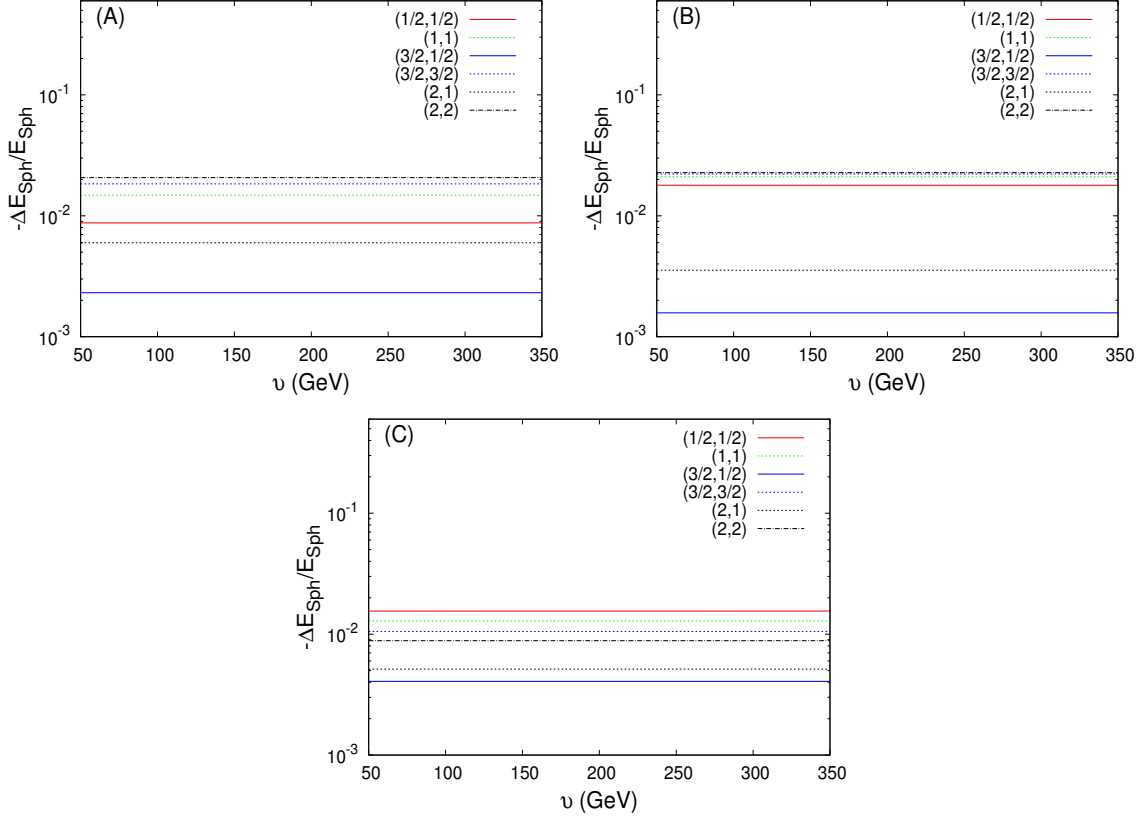 (A)
(1/2,1/2)
(1,1)
(3/2,1/2)
(3/2,3/2)
(2,1)
(2,2)
10⁻¹
10⁻²
10⁻³
-ΔE_Sph/E_Sph
50 100 150 200 250 300 350
υ (GeV)
(B)
(1/2,1/2)
(1,1)
(3/2,1/2)
(3/2,3/2)
(2,1)
(2,2)
10⁻¹
10⁻²
10⁻³
-ΔE_Sph/E_Sph
50 100 150 200 250 300 350
υ (GeV)
(C)
(1/2,1/2)
(1,1)
(3/2,1/2)
(3/2,3/2)
(2,1)
(2,2)
10⁻¹
10⁻²
10⁻³
-ΔE_Sph/E_Sph
50 100 150 200 250 300 350
υ (GeV)